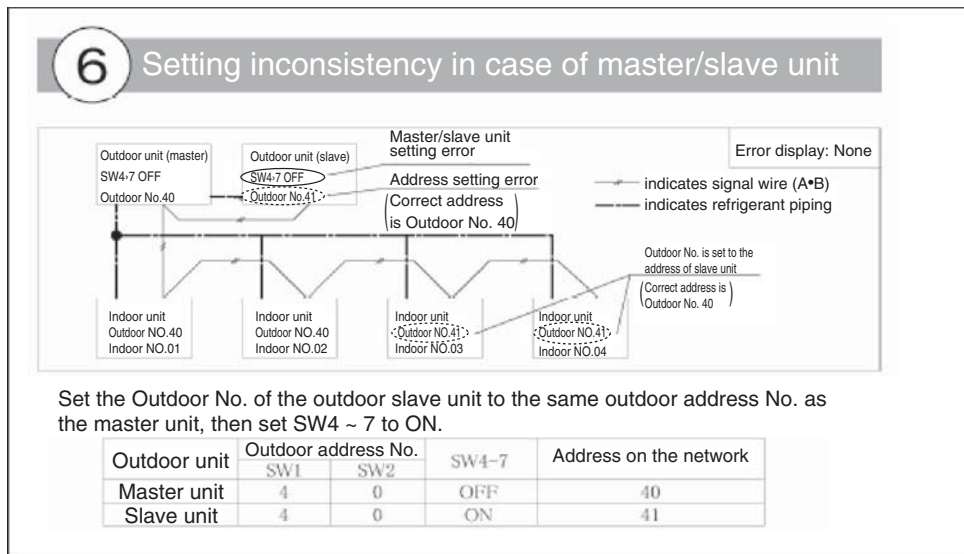 6 Setting inconsistency in case of master/slave unit
Outdoor unit (master)
SW4›7 OFF
Outdoor No.40
Outdoor unit (slave)
SW4›7 OFF
Outdoor No.41
Master/slave unit
setting error
Address setting error
(Correct address
is Outdoor No. 40)
Error display: None
indicates signal wire (A•B)
indicates refrigerant piping
Outdoor No. is set to the
address of slave unit
(Correct address is
Outdoor No. 40)
Indoor unit
Outdoor NO.40
Indoor NO.01
Indoor unit
Outdoor NO.40
Indoor NO.02
Indoor unit
Outdoor NO.41
Indoor NO.03
Indoor unit
Outdoor NO.41
Indoor NO.04
Set the Outdoor No. of the outdoor slave unit to the same outdoor address No. as
the master unit, then set SW4 ~ 7 to ON.
Outdoor unit Outdoor address No. SW4-7 Address on the network
SW1 SW2
Master unit 4 0 OFF 40
Slave unit 4 0 ON 41